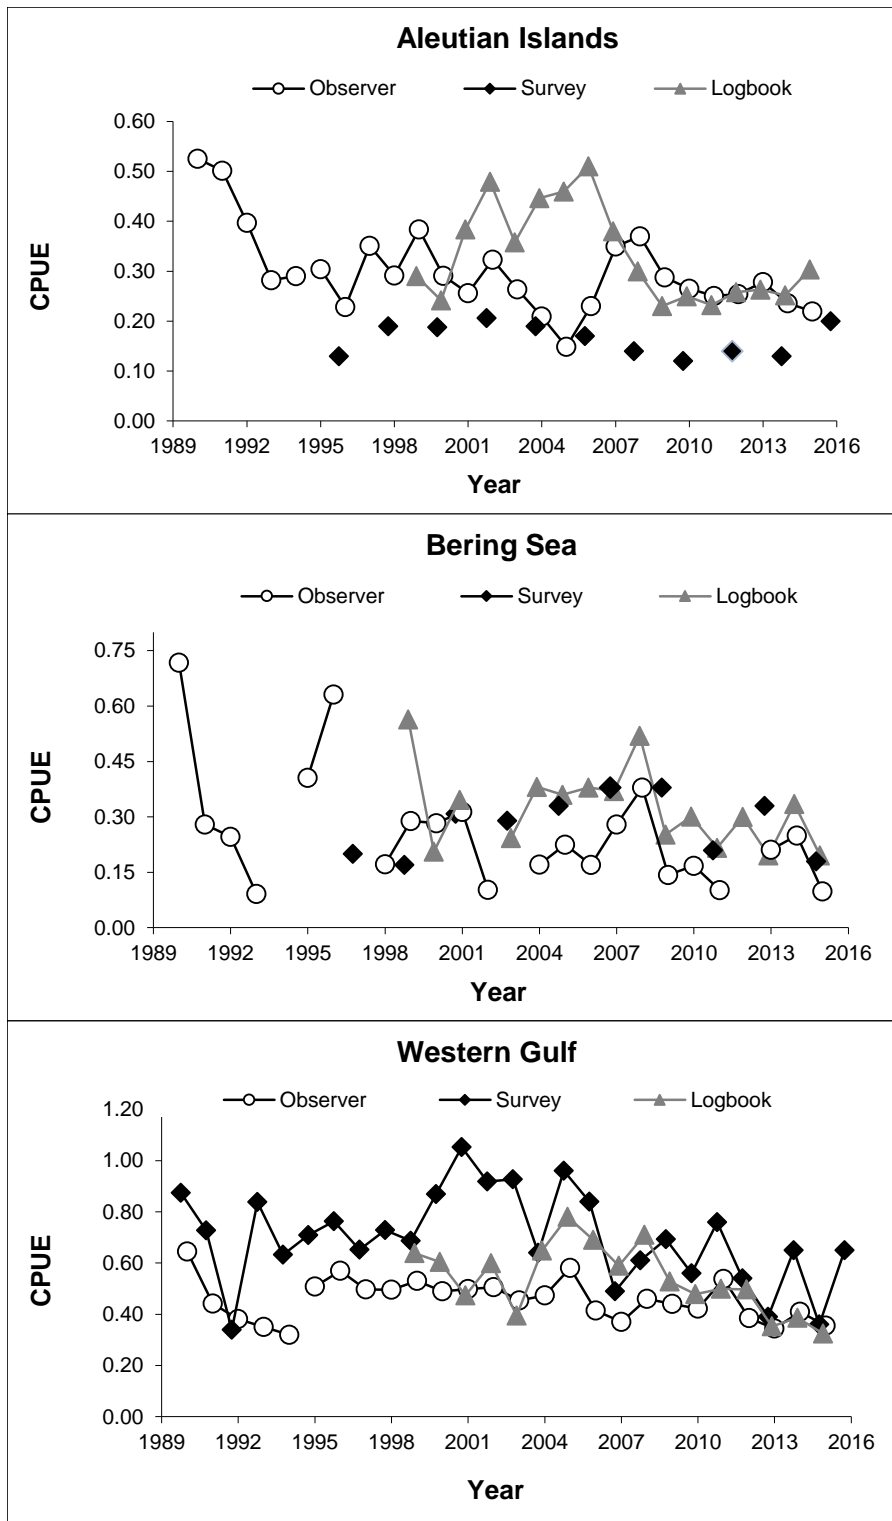 Aleutian Islands
Observer Survey Logbook
0.60
0.50
0.40
0.30
0.20
0.10
0.00
CPUE
1989 1992 1995 1998 2001 2004 2007 2010 2013 2016
Year
Bering Sea
Observer Survey Logbook
0.75
0.60
0.45
0.30
0.15
0.00
CPUE
1989 1992 1995 1998 2001 2004 2007 2010 2013 2016
Year
Western Gulf
Observer Survey Logbook
1.20
1.00
0.80
0.60
0.40
0.20
0.00
CPUE
1989 1992 1995 1998 2001 2004 2007 2010 2013 2016
Year